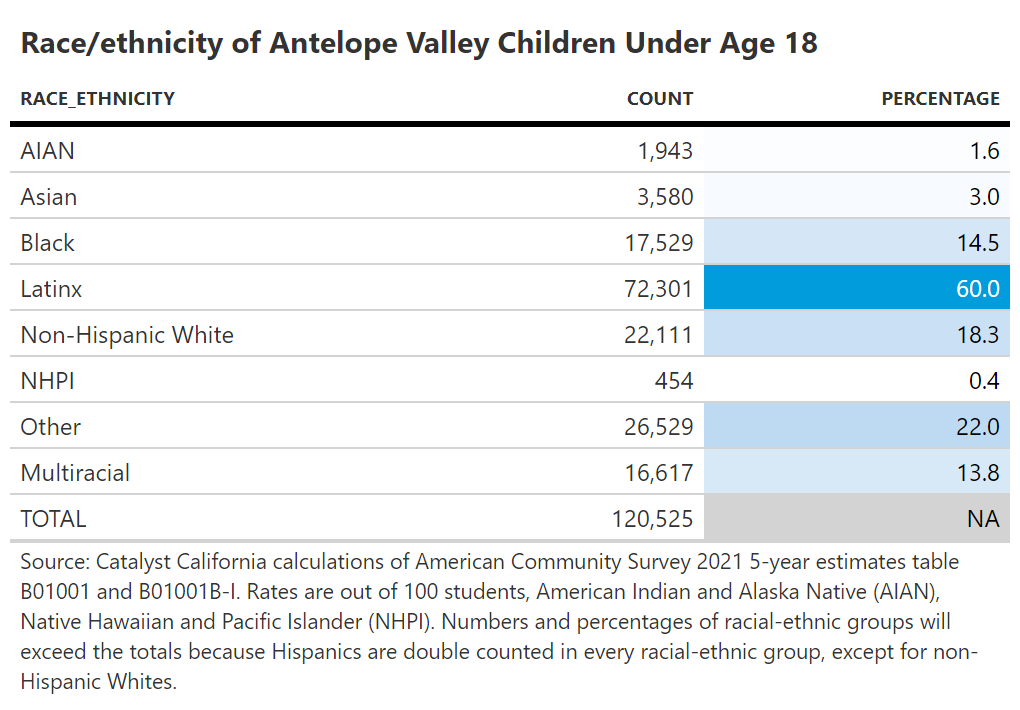 Race/ethnicity of Antelope Valley Children Under Age 18
RACE_ETHNICITY COUNT PERCENTAGE
AIAN 1,943 1.6
Asian 3,580 3.0
Black 17,529 14.5
Latinx 72,301 60.0
Non-Hispanic White 22,111 18.3
NHPI 454 0.4
Other 26,529 22.0
Multiracial 16,617 13.8
TOTAL 120,525 NA
Source: Catalyst California calculations of American Community Survey 2021 5-year estimates table
B01001 and B01001B-I. Rates are out of 100 students, American Indian and Alaska Native (AIAN),
Native Hawaiian and Pacific Islander (NHPI). Numbers and percentages of racial-ethnic groups will
exceed the totals because Hispanics are double counted in every racial-ethnic group, except for non-
Hispanic Whites.